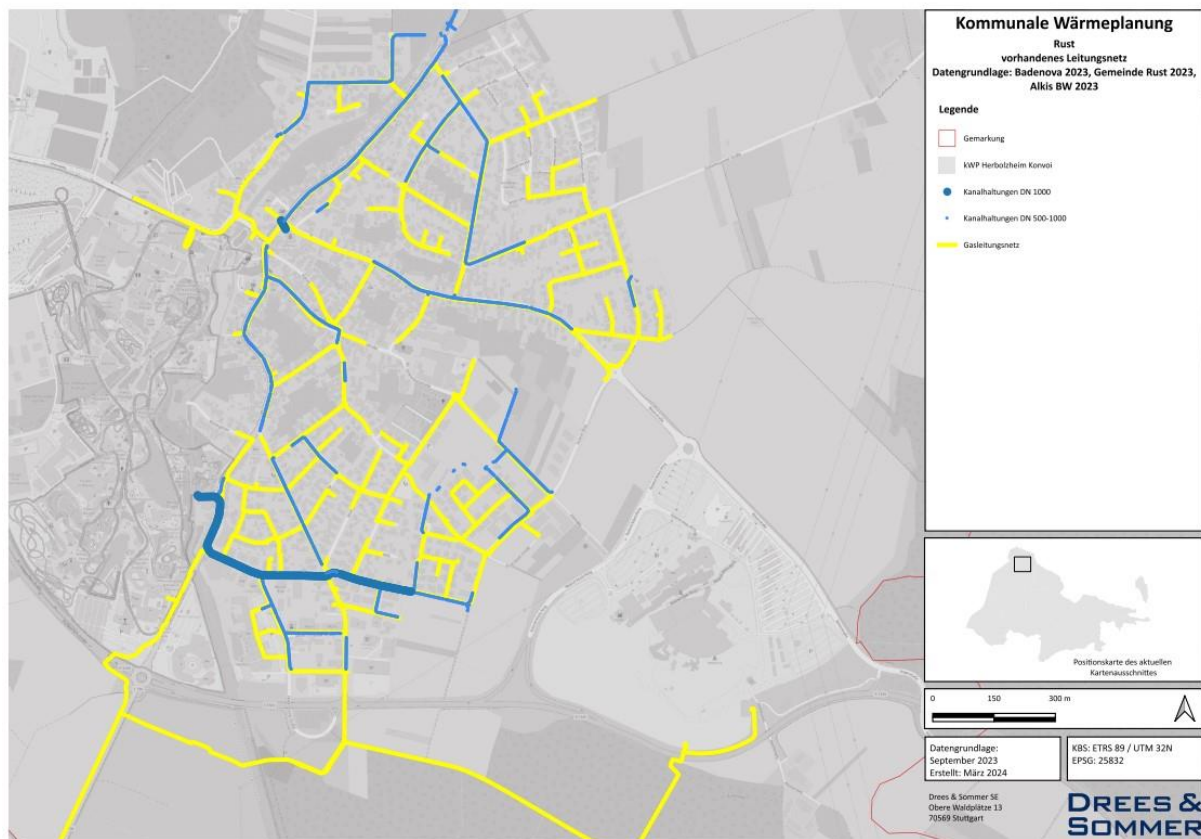 Kommunale Wärmeplanung
Rust
vorhandenes Leitungsnetz
Datengrundlage: Badenova 2023, Gemeinde Rust 2023,
Alkis BW 2023
Legende
Gemarkung
kWP Herbolzheim Konvoi
Kanalhaltungen DN 1000
Kanalhaltungen DN 500-1000
Gasleitungsnetz
Positionskarte des aktuellen
Kartenausschnittes
0 150 300 m
Datengrundlage:
September 2023
Erstellt: März 2024
KBS: ETRS 89 / UTM 32N
EPSG: 25832
Drees & Sommer SE
Obere Waldplätze 13
70569 Stuttgart
DREES &
SOMMER